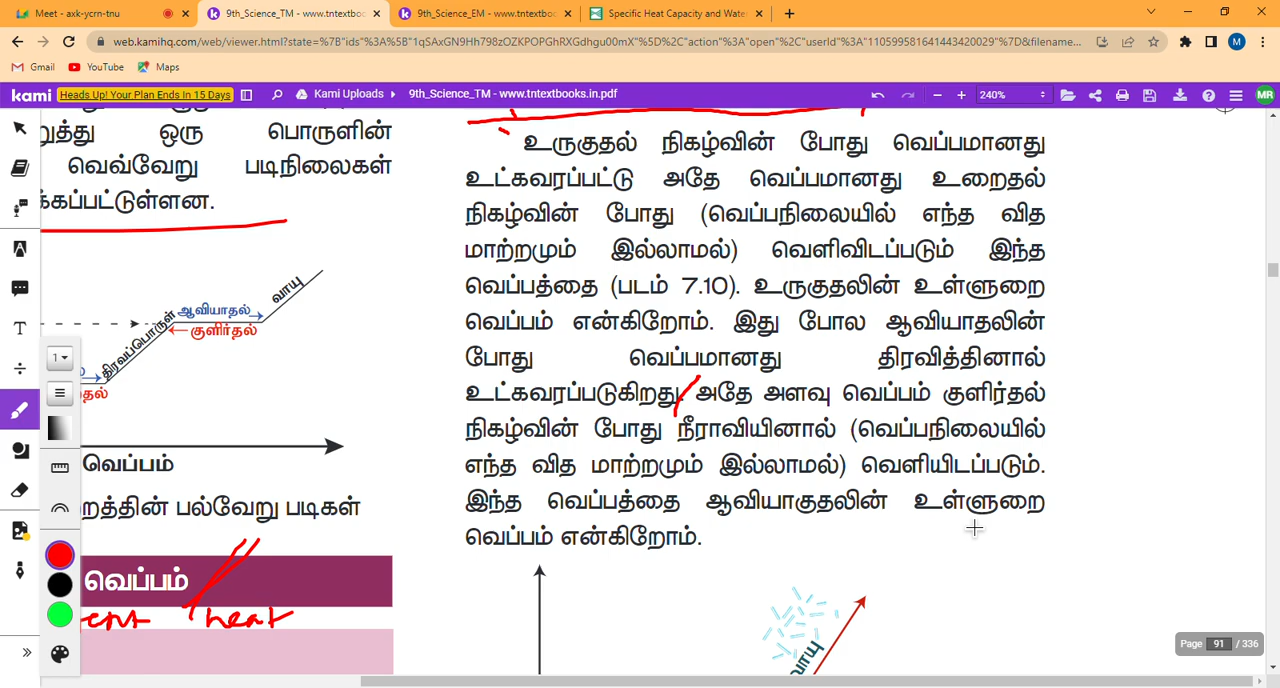 Meet - axk-ycrn-tnu
9th_Science_TM - www.tntextboo
9th_Science_EM - www.tntextboo
Specific Heat Capacity and Wate
web.kamihq.com/web/viewer.html?state=%7B"ids"%3A%5B"1qSAxGN9Hh798zOZKPOPGhRXGdhgu00mX"%5D%2C"action"%3A"open"%2C"userId"%3A"110599581641443420029"%7D&filename...
Gmail YouTube Maps
kami Heads Up! Your Plan Ends In 15 Days Kami Uploads 9th_Science_TM - www.tntextbooks.in.pdf 240% MR
றுத்து ஒரு பொருளின்
வெவ்வேறு படிநிலைகள்
க்கப்பட்டுள்ளன.
வாயு
ஆவியாதல்
குளிர்தல்
திரவப்பொருள்
தல்
வெப்பம்
றத்தின் பல்வேறு படிகள்
வெப்பம்
ent heat
உருகுதல் நிகழ்வின் போது வெப்பமானது
உட்கவரப்பட்டு அதே வெப்பமானது உறைதல்
நிகழ்வின் போது (வெப்பநிலையில் எந்த வித
மாற்றமும் இல்லாமல்) வெளிவிடப்படும் இந்த
வெப்பத்தை (படம் 7.10). உருகுதலின் உள்ளுறை
வெப்பம் என்கிறோம். இது போல ஆவியாதலின்
போது வெப்பமானது திரவித்தினால்
உட்கவரப்படுகிறது. அதே அளவு வெப்பம் குளிர்தல்
நிகழ்வின் போது நீராவியினால் (வெப்பநிலையில்
எந்த வித மாற்றமும் இல்லாமல்) வெளியிடப்படும்.
இந்த வெப்பத்தை ஆவியாகுதலின் உள்ளுறை
வெப்பம் என்கிறோம்.
வாயு
1
Page 91 / 336